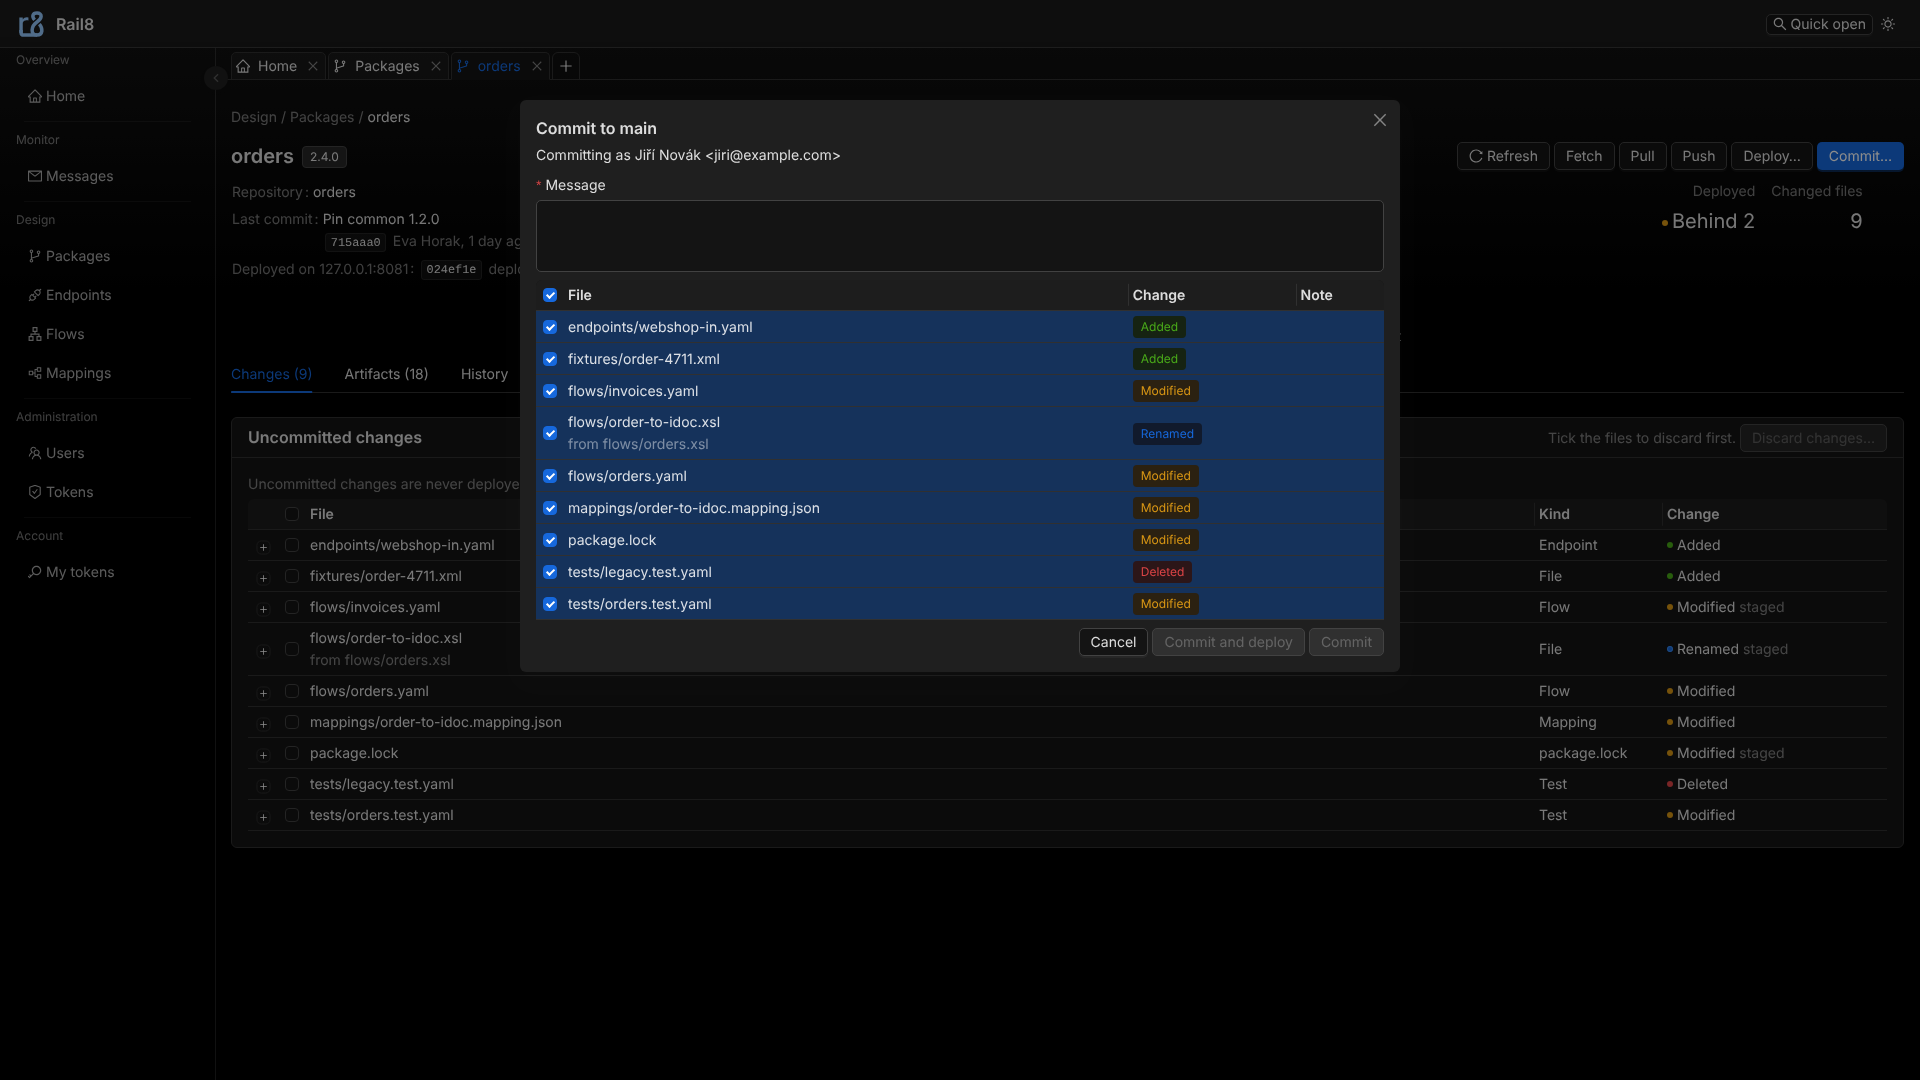 Rail8
Quick open
Overview
Home
Monitor
Messages
Design
Packages
Endpoints
Flows
Mappings
Administration
Users
Tokens
Account
My tokens
Home
Packages
orders
Design / Packages / orders
orders 2.4.0
Refresh
Fetch
Pull
Push
Deploy...
Commit...
Repository: orders
Last commit: Pin common 1.2.0
715aaa0 Eva Horak, 1 day ag
Deployed on 127.0.0.1:8081: 024ef1e
Deployed
Behind 2
Changed files
9
Changes (9)
Artifacts (18)
History
Uncommitted changes
Tick the files to discard first.
Discard changes...
Uncommitted changes are never deploye
File Kind Change
endpoints/webshop-in.yaml Endpoint Added
fixtures/order-4711.xml File Added
flows/invoices.yaml Flow Modified staged
flows/order-to-idoc.xsl File Renamed staged
from flows/orders.xsl
flows/orders.yaml Flow Modified
mappings/order-to-idoc.mapping.json Mapping Modified
package.lock package.lock Modified staged
tests/legacy.test.yaml Test Deleted
tests/orders.test.yaml Test Modified
Commit to main
Committing as Jiří Novák <jiri@example.com>
* Message
File Change Note
endpoints/webshop-in.yaml Added
fixtures/order-4711.xml Added
flows/invoices.yaml Modified
flows/order-to-idoc.xsl Renamed
from flows/orders.xsl
flows/orders.yaml Modified
mappings/order-to-idoc.mapping.json Modified
package.lock Modified
tests/legacy.test.yaml Deleted
tests/orders.test.yaml Modified
Cancel
Commit and deploy
Commit